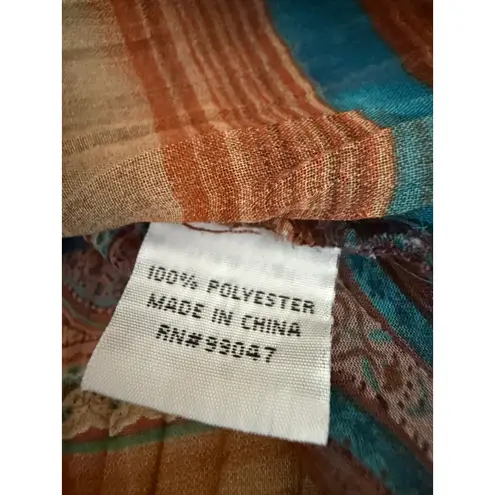 100% POLYESTER
MADE IN CHINA
RN#99047